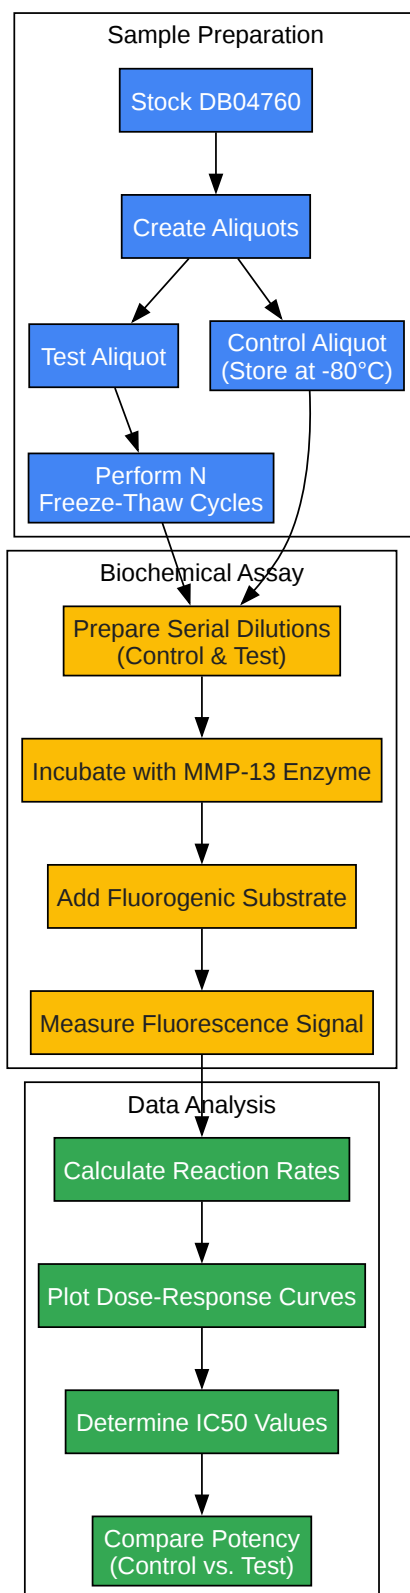 Sample Preparation
Stock DB04760
Create Aliquots
Test Aliquot
Control Aliquot
(Store at -80°C)
Perform N
Freeze-Thaw Cycles
Biochemical Assay
Prepare Serial Dilutions
(Control & Test)
Incubate with MMP-13 Enzyme
Add Fluorogenic Substrate
Measure Fluorescence Signal
Data Analysis
Calculate Reaction Rates
Plot Dose-Response Curves
Determine IC50 Values
Compare Potency
(Control vs. Test)